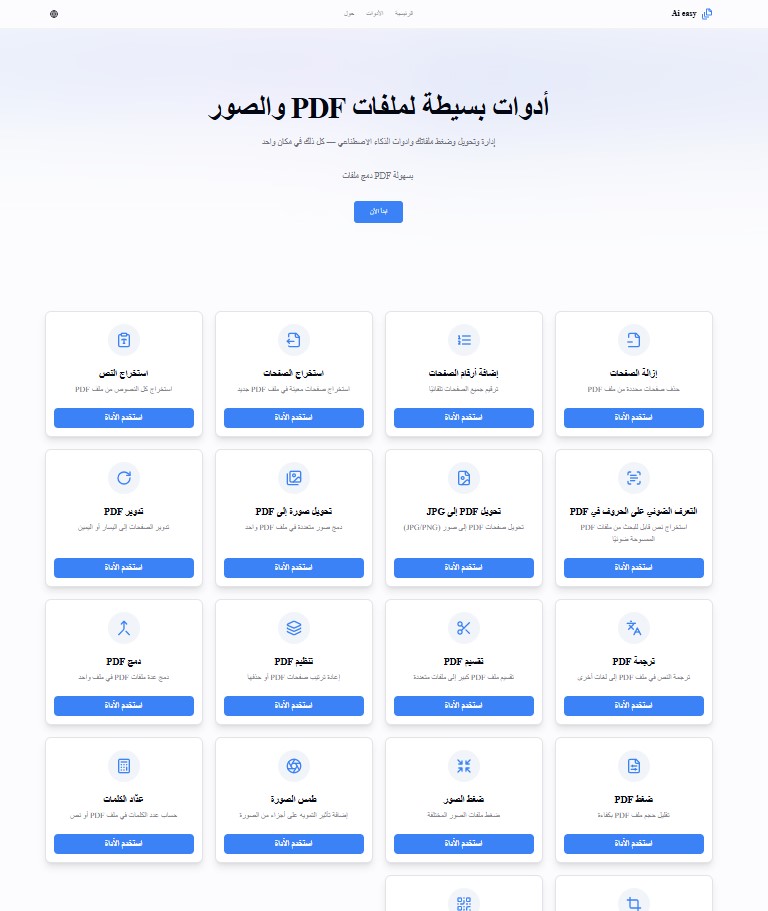 Ai easy
الرئيسية
الأدوات
حول
أدوات بسيطة لملفات PDF والصور
إدارة وتحويل وضغط ملفاتك وأدوات الذكاء الاصطناعي — كل ذلك في مكان واحد
بسهولة PDF دمج ملفات
ابدأ الآن
إزالة الصفحات
حذف صفحات محددة من ملف PDF
استخدم الأداة
إضافة أرقام الصفحات
ترقيم جميع الصفحات تلقائيًا
استخدم الأداة
استخراج الصفحات
استخراج صفحات معينة في ملف PDF جديد
استخدم الأداة
استخراج النص
استخراج كل النصوص من ملف PDF
استخدم الأداة
التعرف الضوئي على الحروف في PDF
استخراج نص قابل للبحث من ملفات PDF
الممسوحة ضوئيًا
استخدم الأداة
تحويل PDF إلى JPG
تحويل صفحات PDF إلى صور (JPG/PNG)
استخدم الأداة
تحويل صورة إلى PDF
دمج صور متعددة في PDF واحد
استخدم الأداة
تدوير PDF
تدوير الصفحات إلى اليسار أو اليمين
استخدم الأداة
ترجمة PDF
ترجمة النص في ملف PDF إلى لغات أخرى
استخدم الأداة
تقسيم PDF
تقسيم ملف PDF كبير إلى ملفات متعددة
استخدم الأداة
تنظيم PDF
إعادة ترتيب صفحات PDF أو حذفها
استخدم الأداة
دمج PDF
دمج عدة ملفات PDF في ملف واحد
استخدم الأداة
ضغط PDF
تقليل حجم ملف PDF بكفاءة
استخدم الأداة
ضغط الصور
ضغط ملفات الصور المختلفة
استخدم الأداة
طمس الصورة
إضافة تأثير التمويه على أجزاء من الصورة
استخدم الأداة
عدّاد الكلمات
حساب عدد الكلمات في ملف PDF أو نص
استخدم الأداة